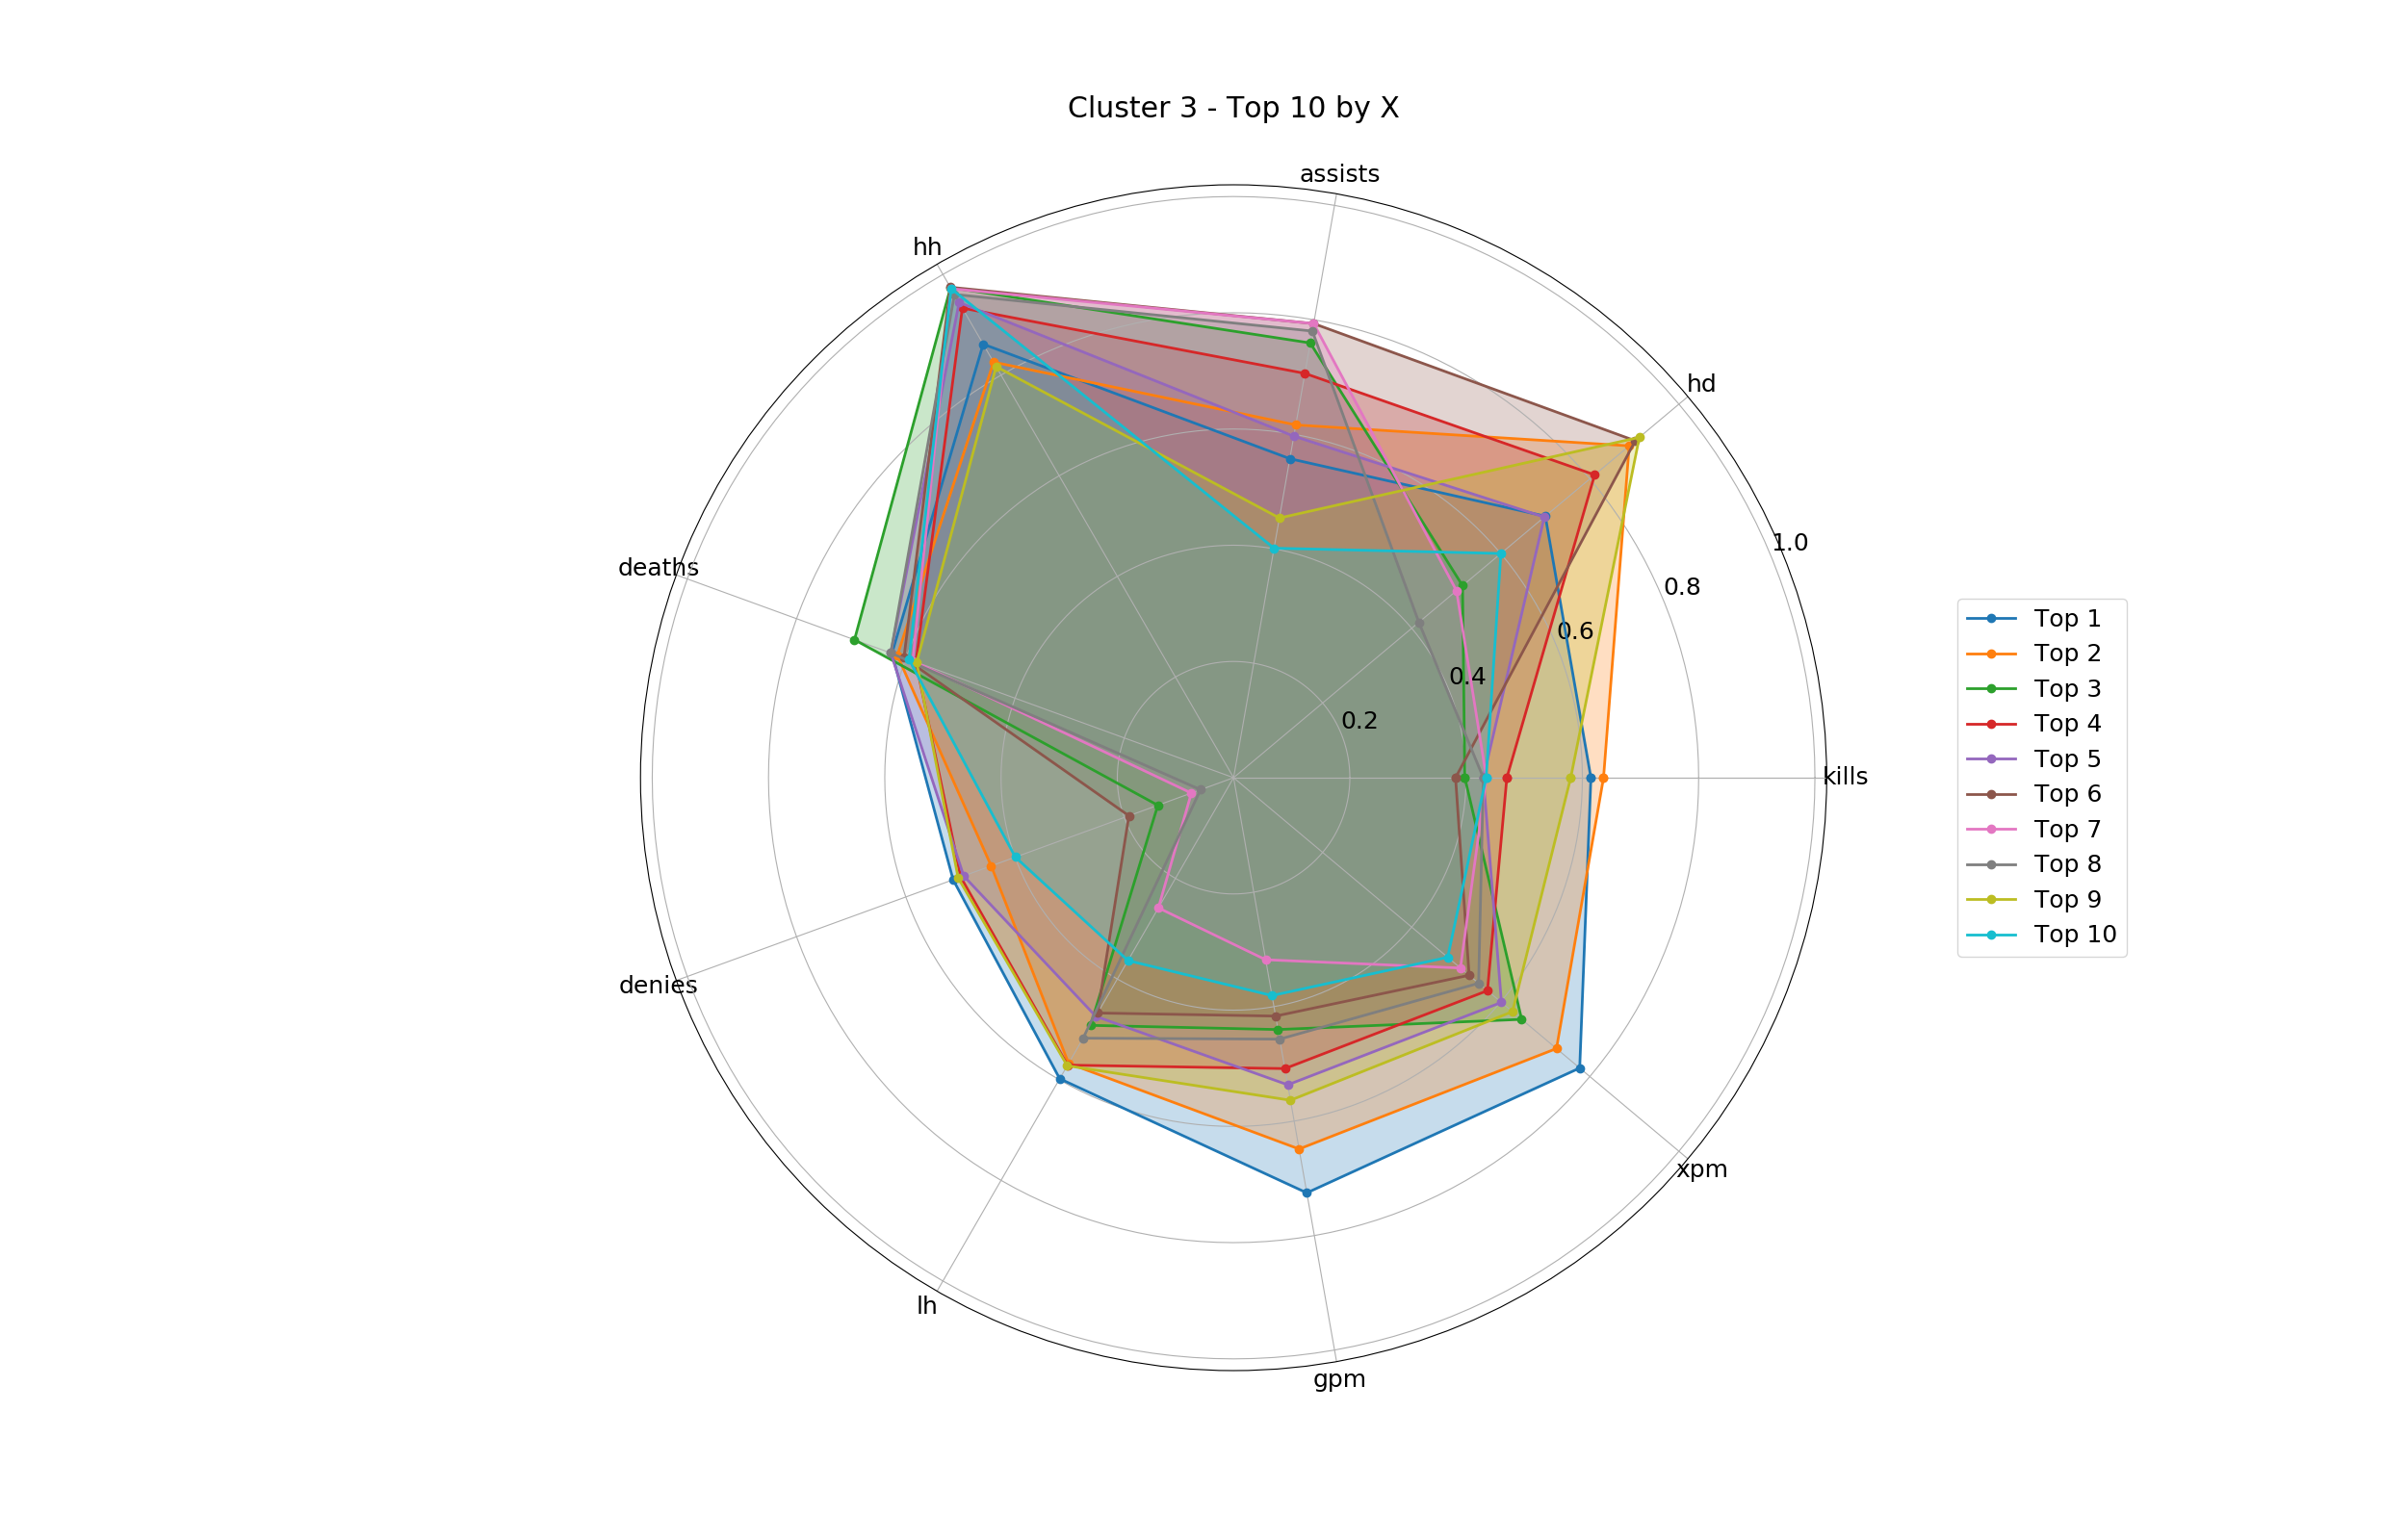 Cluster 3 - Top 10 by X
assists
hh
hd
1.0
deaths
0.8
0.6
0.4
0.2
kills
denies
xpm
lh
gpm
Top 1
Top 2
Top 3
Top 4
Top 5
Top 6
Top 7
Top 8
Top 9
Top 10